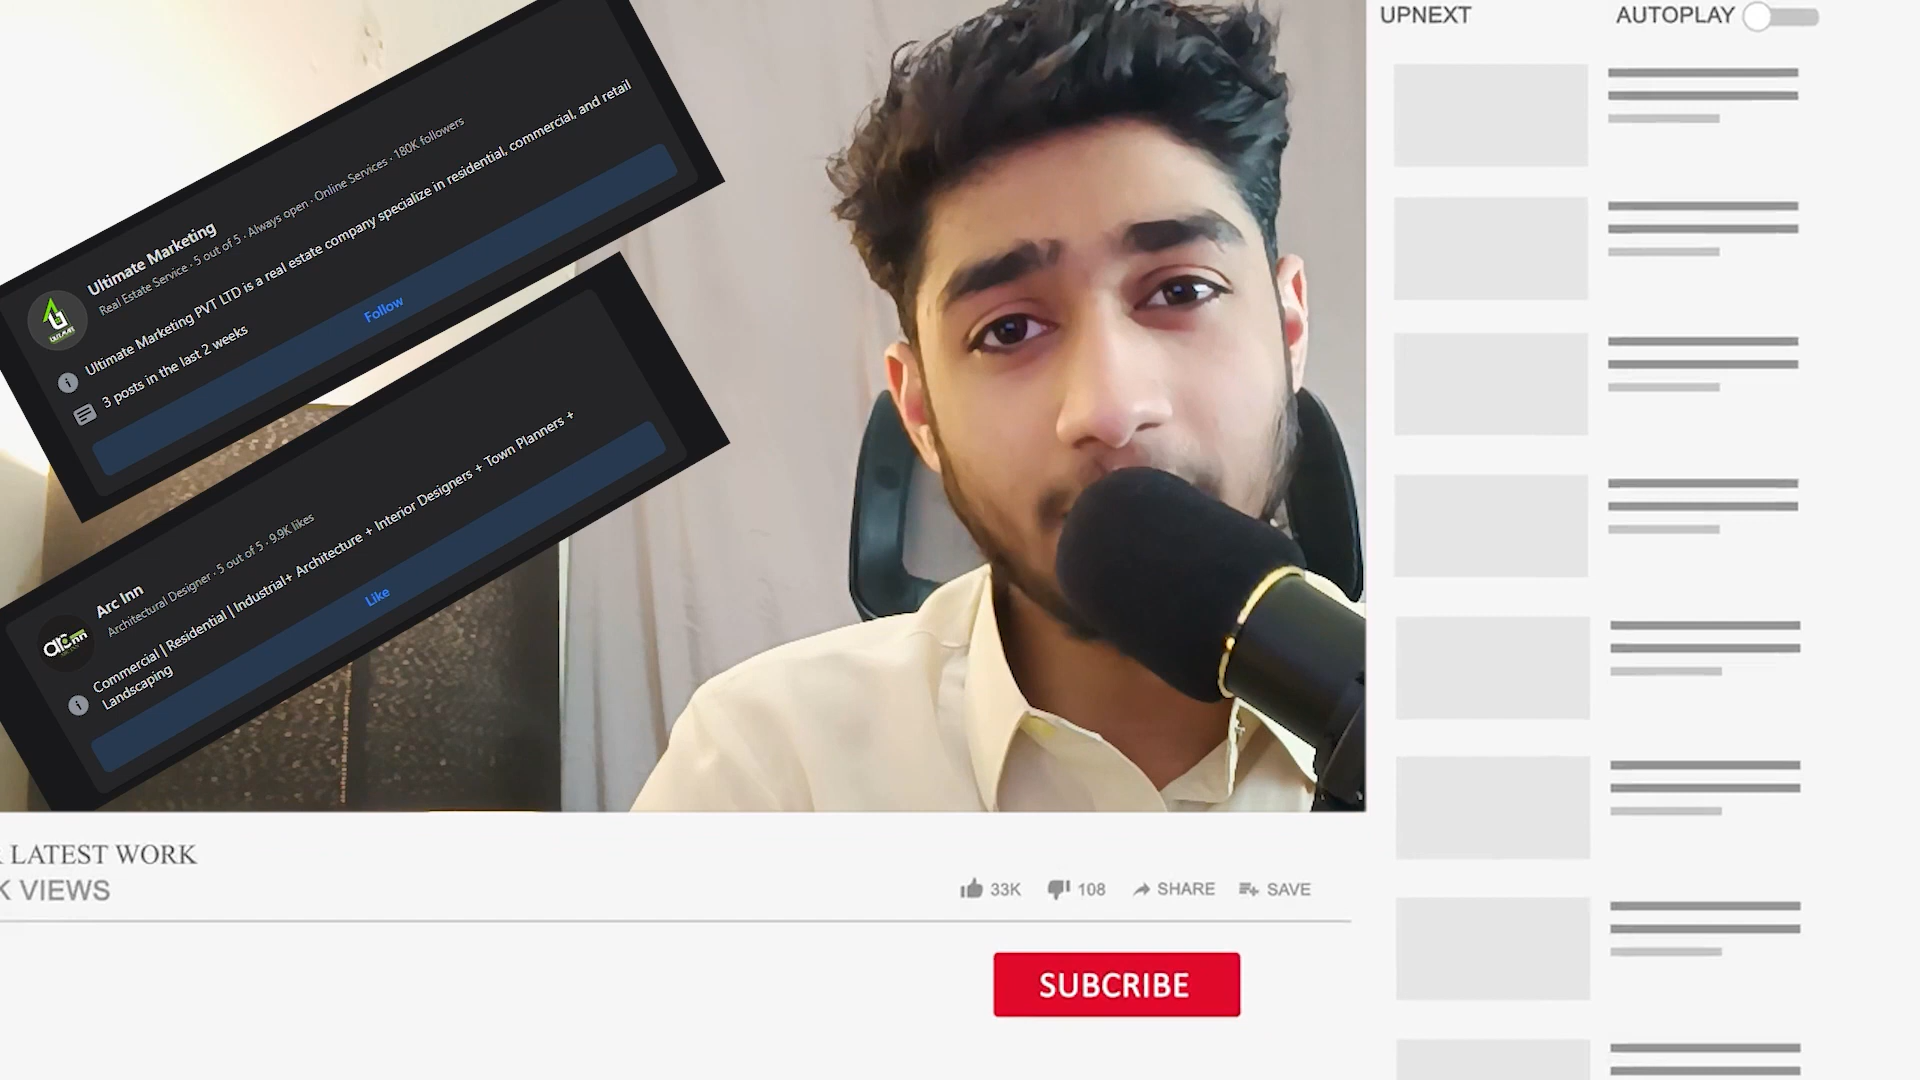 UPNEXT
AUTOPLAY
Ultimate Marketing
Real Estate Service · 5 out of 5 · Always open · Online Services · 180K followers
Ultimate Marketing PVT LTD is a real estate company specialize in residential, commercial, and retail
3 posts in the last 2 weeks
Follow
Arc Inn
Architectural Designer · 5 out of 5 · 9.9K likes
Commercial | Residential | Industrial+ Architecture + Interior Designers + Town Planners +
Landscaping
Like
LATEST WORK
K VIEWS
33K
108
SHARE
SAVE
SUBCRIBE